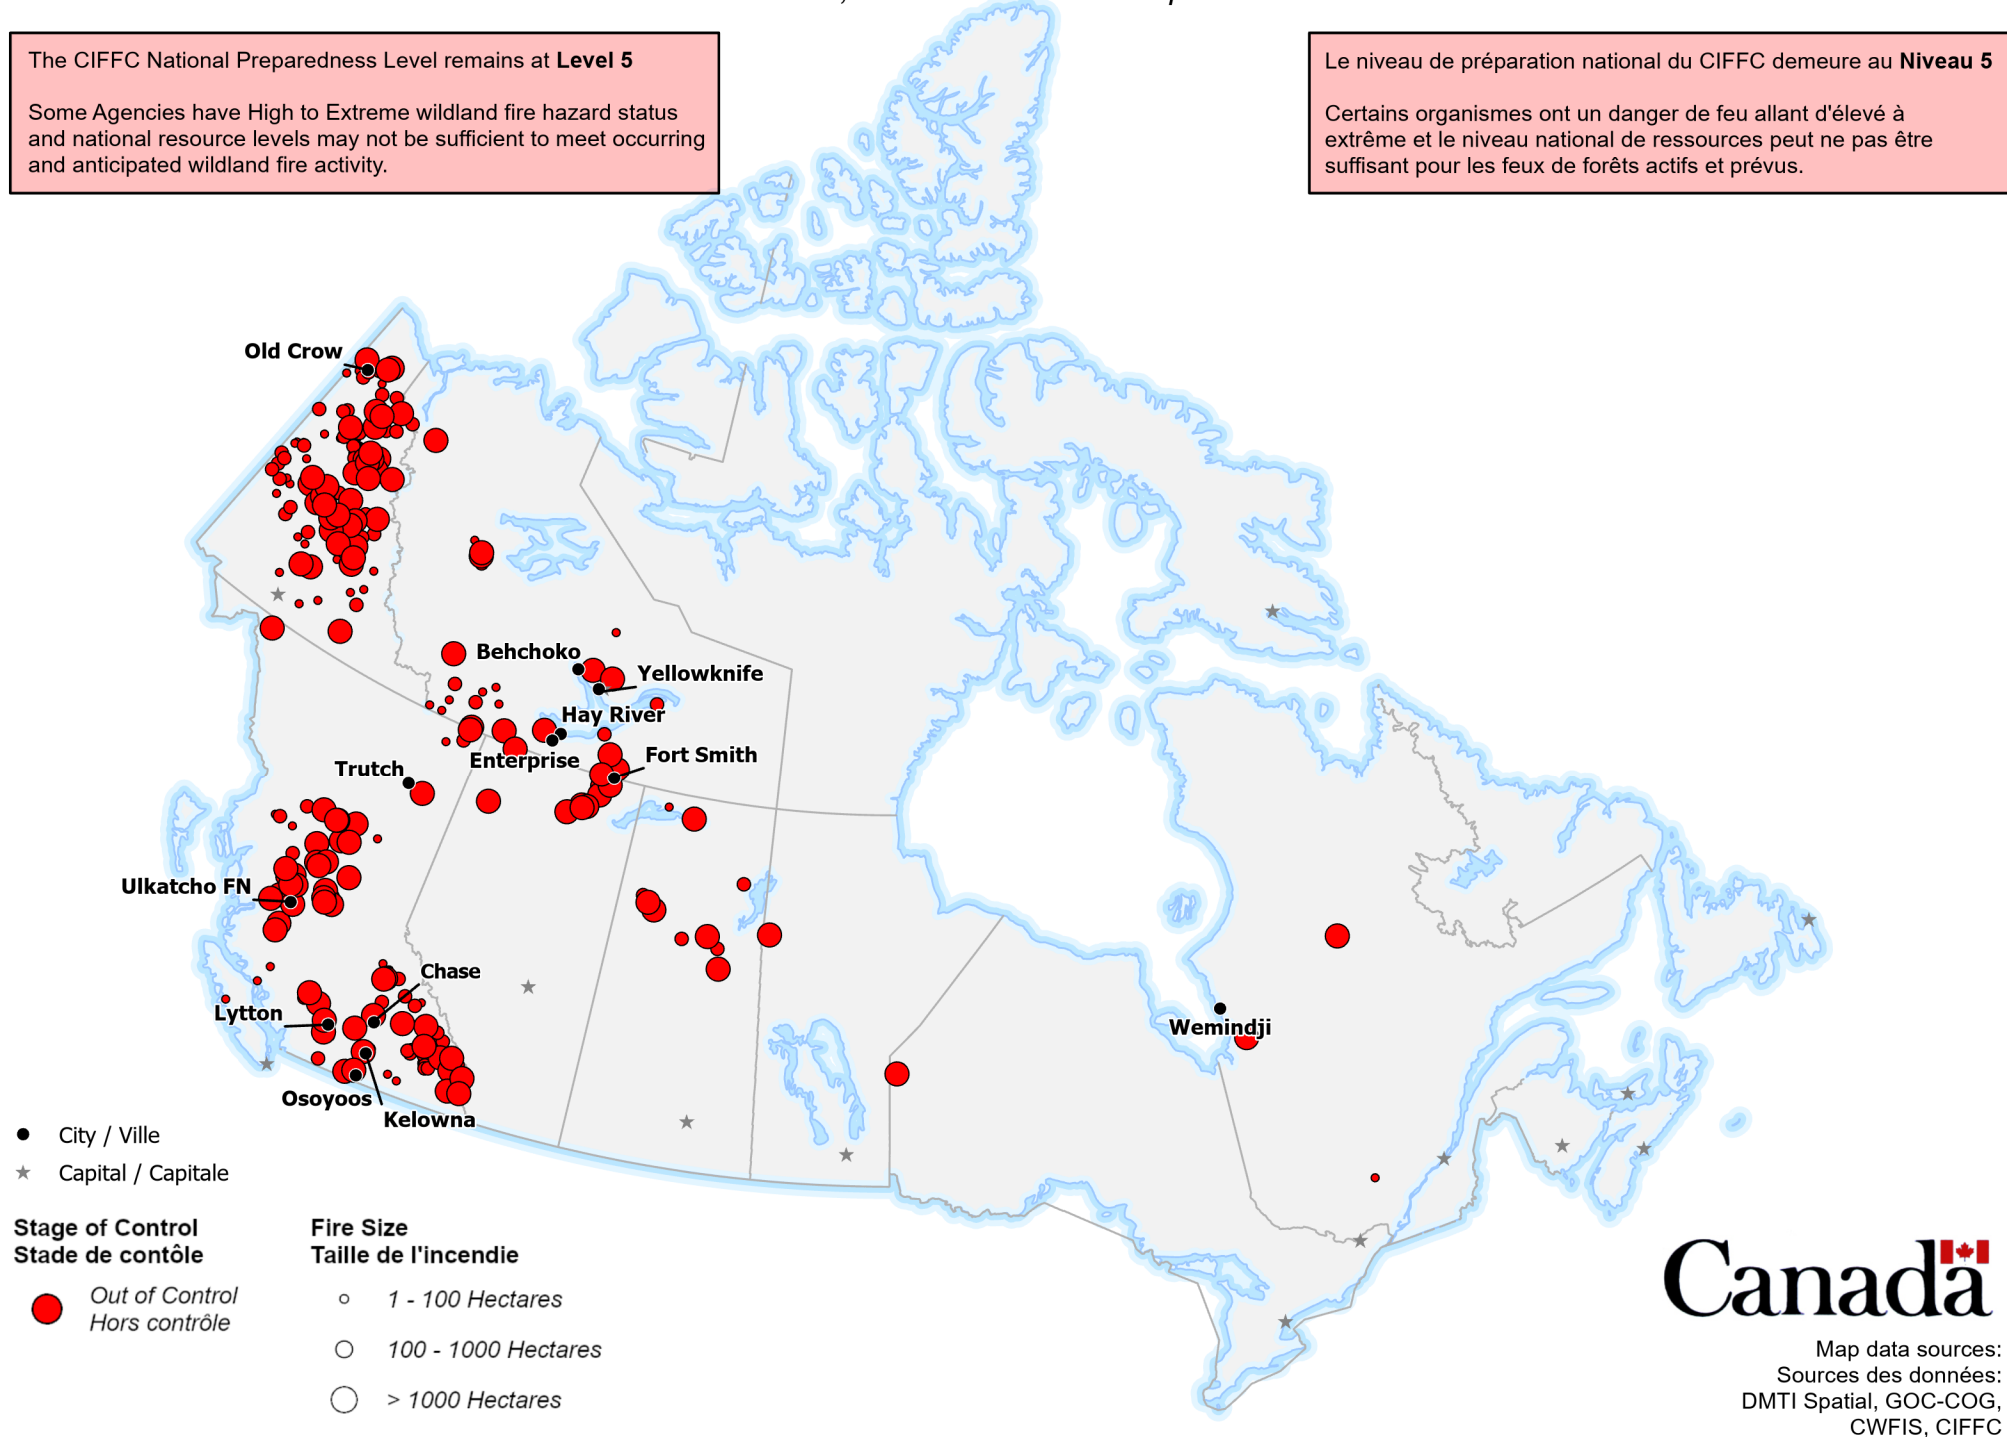 The CIFFC National Preparedness Level remains at Level 5
Some Agencies have High to Extreme wildland fire hazard status
and national resource levels may not be sufficient to meet occurring
and anticipated wildland fire activity.
Le niveau de préparation national du CIFFC demeure au Niveau 5
Certains organismes ont un danger de feu allant d'élevé à
extrême et le niveau national de ressources peut ne pas être
suffisant pour les feux de forêts actifs et prévus.
Old Crow
Behchoko
Yellowknife
Hay River
Enterprise
Fort Smith
Trutch
Ulkatcho FN
Chase
Lytton
Osoyoos
Kelowna
Wemindji
City / Ville
Capital / Capitale
Stage of Control
Stade de contôle
Out of Control
Hors contrôle
Fire Size
Taille de l'incendie
1 - 100 Hectares
100 - 1000 Hectares
> 1000 Hectares
Canada
Map data sources:
Sources des données:
DMTI Spatial, GOC-COG,
CWFIS, CIFFC